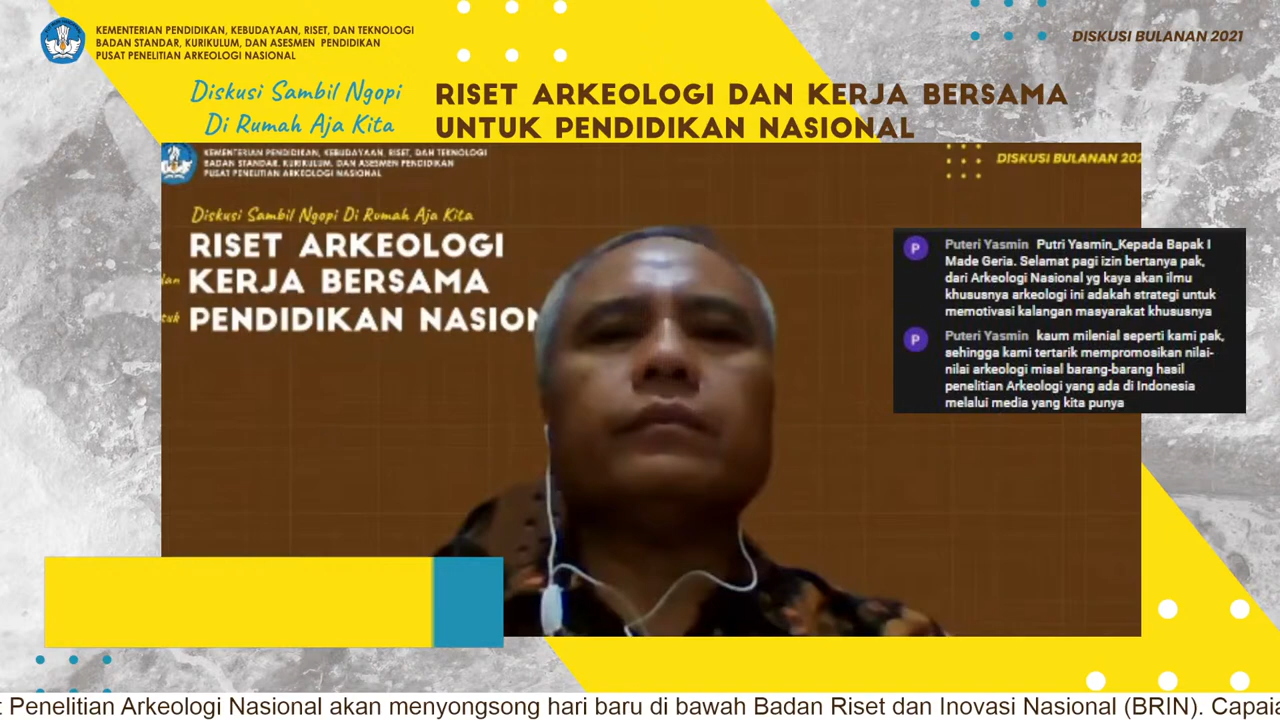 KEMENTERIAN PENDIDIKAN, KEBUDAYAAN, RISET, DAN TEKNOLOGI
BADAN STANDAR, KURIKULUM, DAN ASESMEN PENDIDIKAN
PUSAT PENELITIAN ARKEOLOGI NASIONAL
DISKUSI BULANAN 2021
Diskusi Sambil Ngopi
Di Rumah Aja Kita
RISET ARKEOLOGI DAN KERJA BERSAMA
UNTUK PENDIDIKAN NASIONAL
KEMENTERIAN PENDIDIKAN, KEBUDAYAAN, RISET, DAN TEKNOLOGI
BADAN STANDAR, KURIKULUM, DAN ASESMEN PENDIDIKAN
PUSAT PENELITIAN ARKEOLOGI NASIONAL
DISKUSI BULANAN 202
Diskusi Sambil Ngopi Di Rumah Aja Kita
RISET ARKEOLOGI
KERJA BERSAMA
PENDIDIKAN NASION
P
Puteri Yasmin Putri Yasmin_Kepada Bapak I
Made Geria. Selamat pagi izin bertanya pak,
dari Arkeologi Nasional yg kaya akan ilmu
khususnya arkeologi ini adakah strategi untuk
memotivasi kalangan masyarakat khususnya
P
Puteri Yasmin kaum milenial seperti kami pak,
sehingga kami tertarik mempromosikan nilai-
nilai arkeologi misal barang-barang hasil
penelitian Arkeologi yang ada di Indonesia
melalui media yang kita punya
Penelitian Arkeologi Nasional akan menyongsong hari baru di bawah Badan Riset dan Inovasi Nasional (BRIN). Capaia